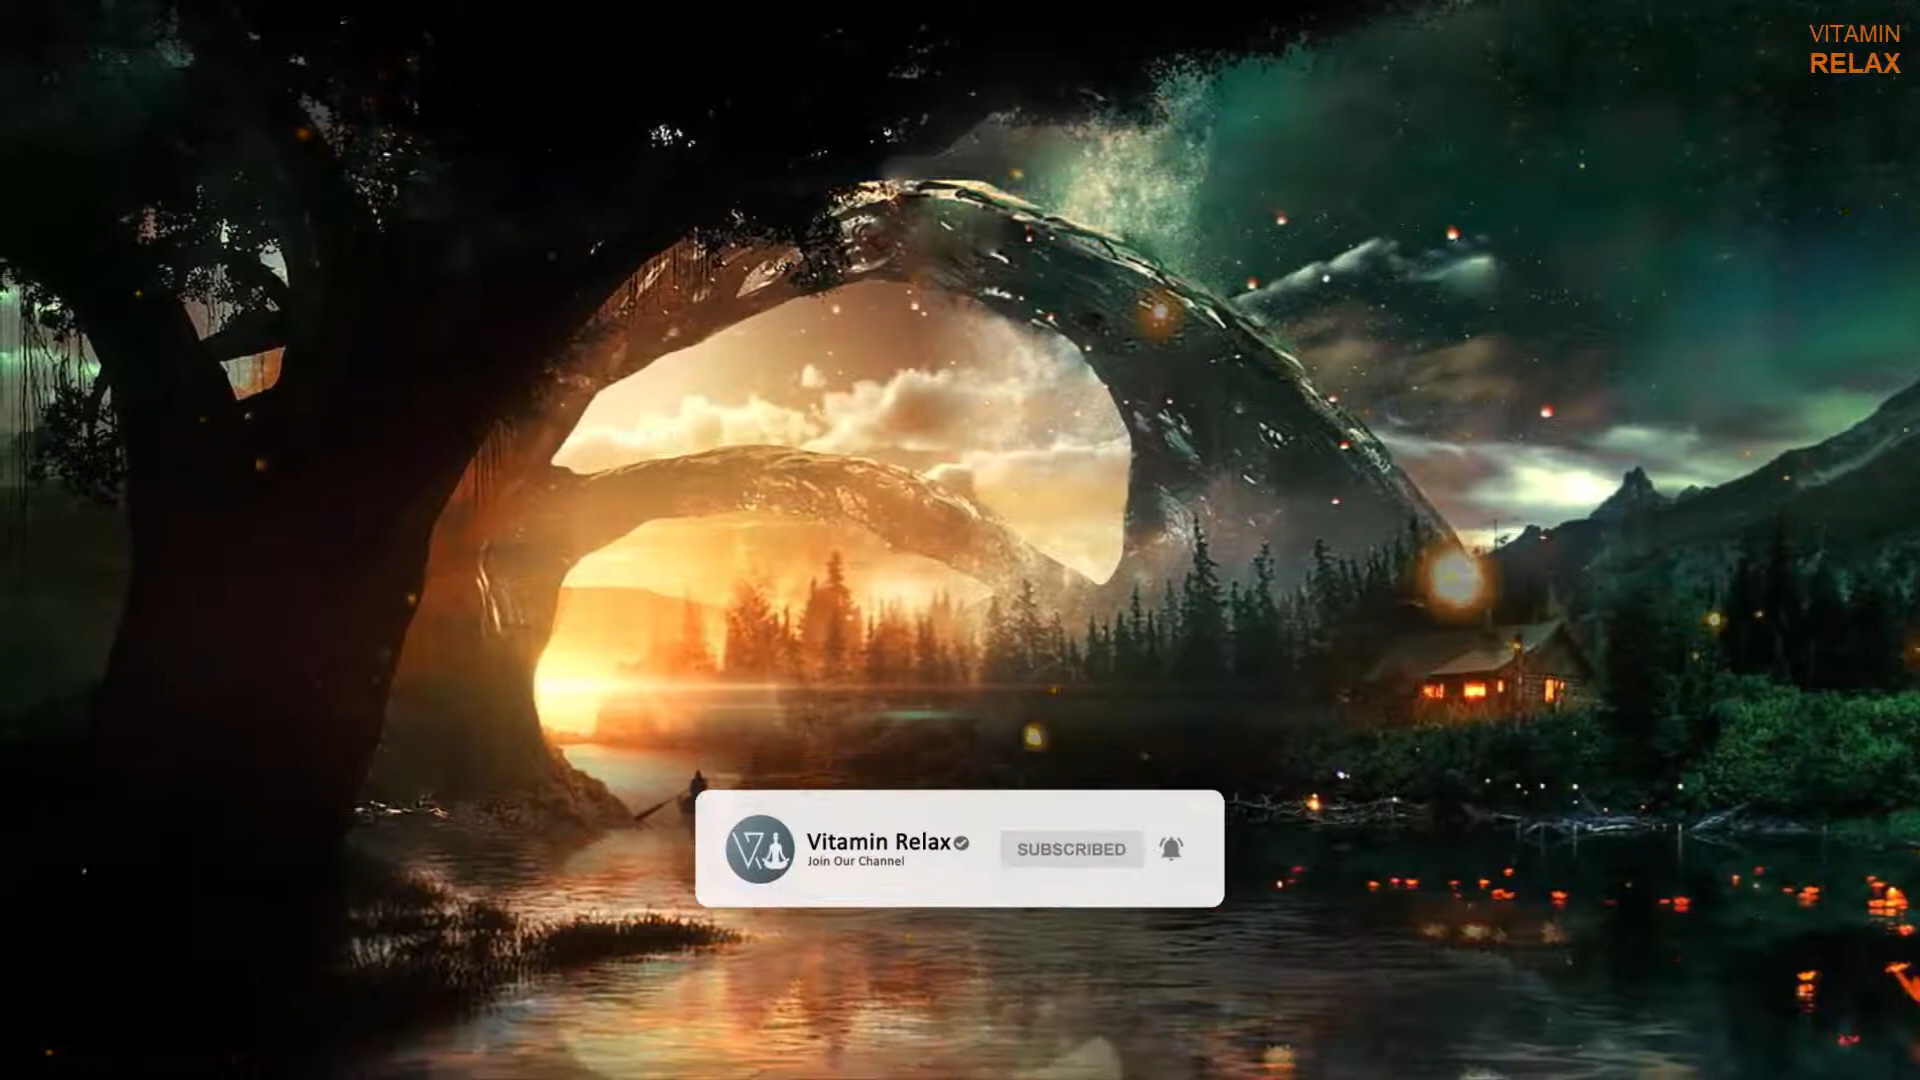 VITAMIN
RELAX
Vitamin Relax
Join Our Channel
SUBSCRIBED